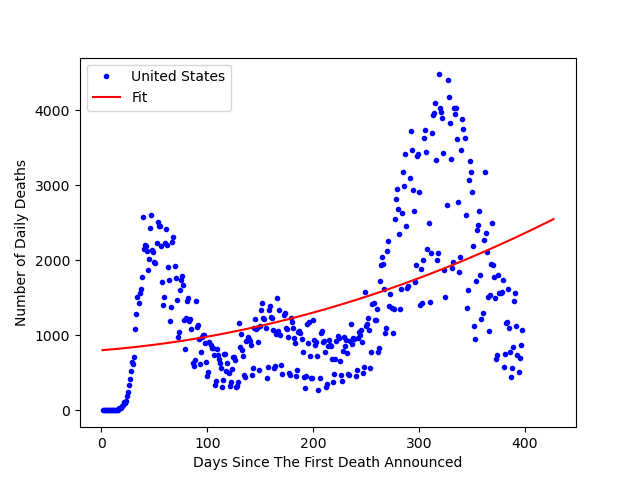 United States
Fit
Number of Daily Deaths
4000
3000
2000
1000
0
0 100 200 300 400
Days Since The First Death Announced